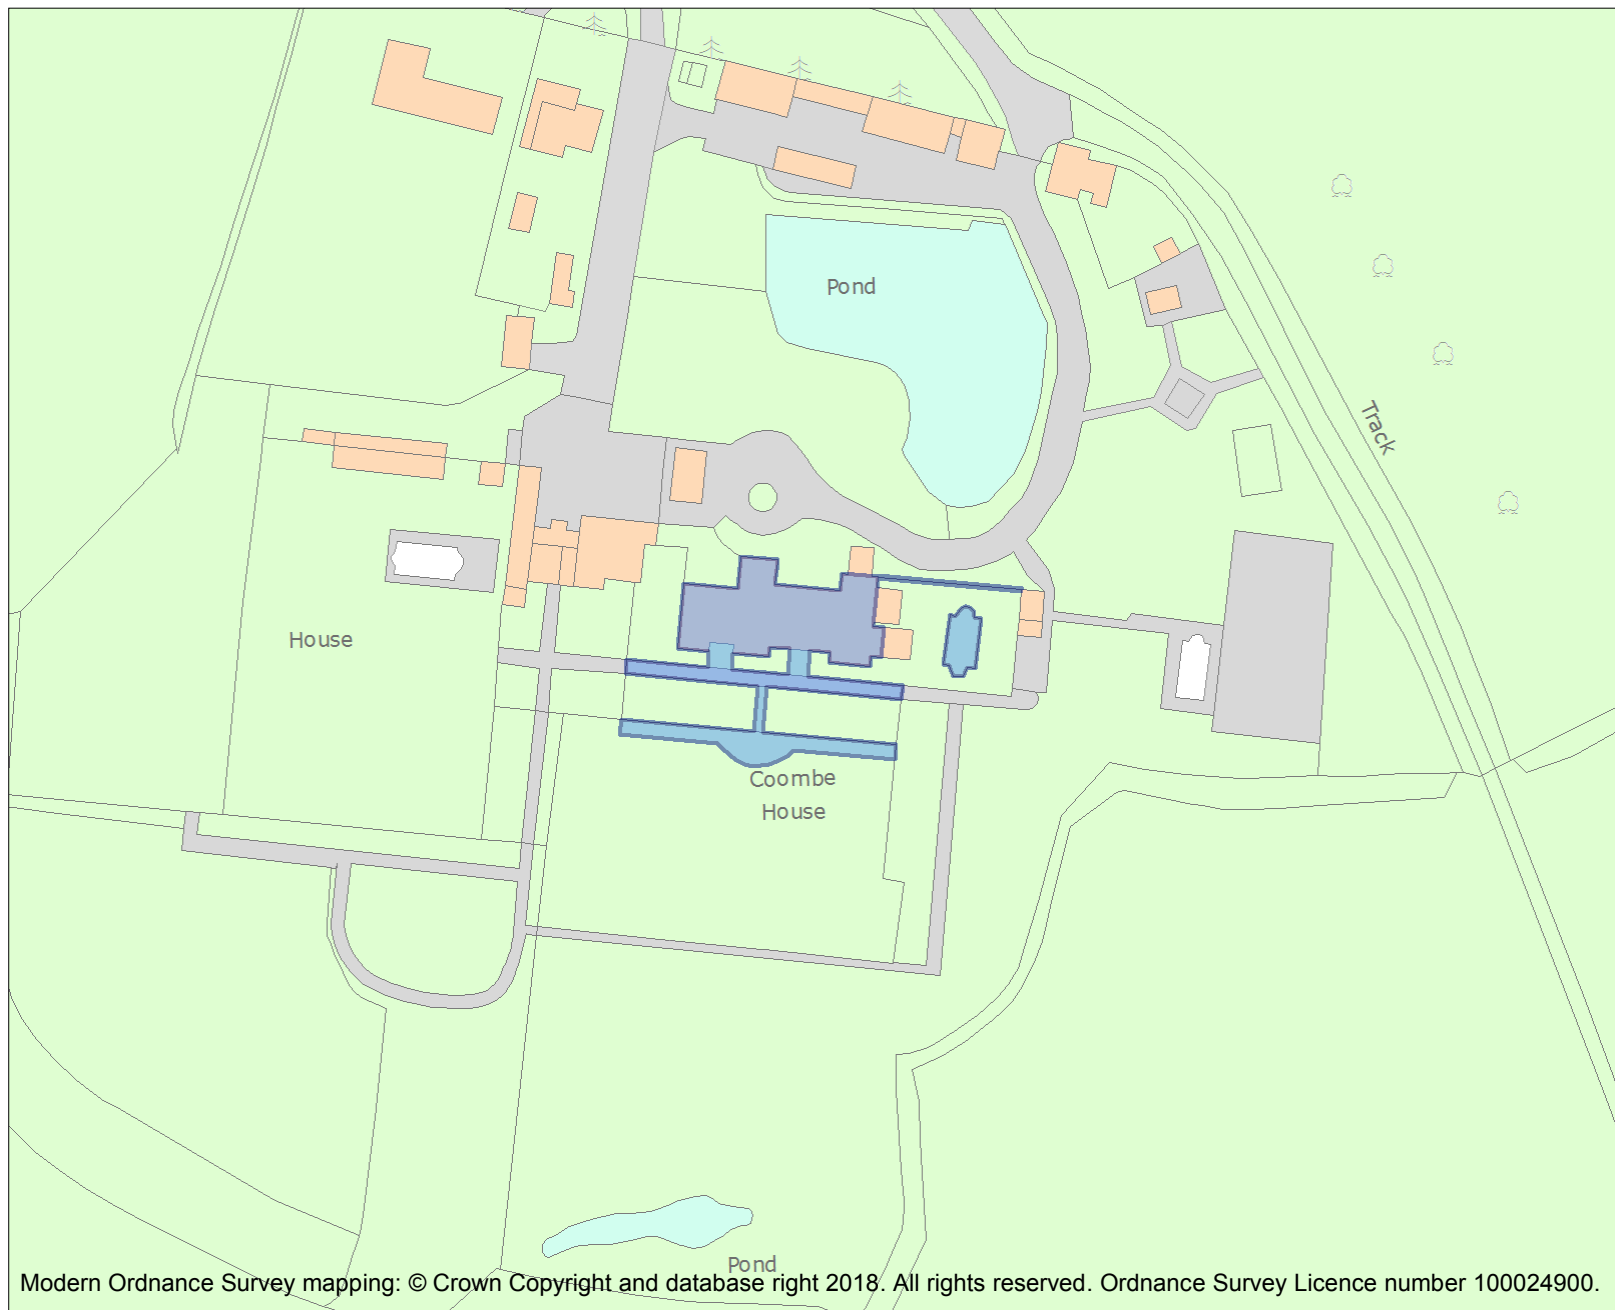 Pond
Track
House
Coombe
House
Pond
Modern Ordnance Survey mapping: © Crown Copyright and database right 2018. All rights reserved. Ordnance Survey Licence number 100024900.